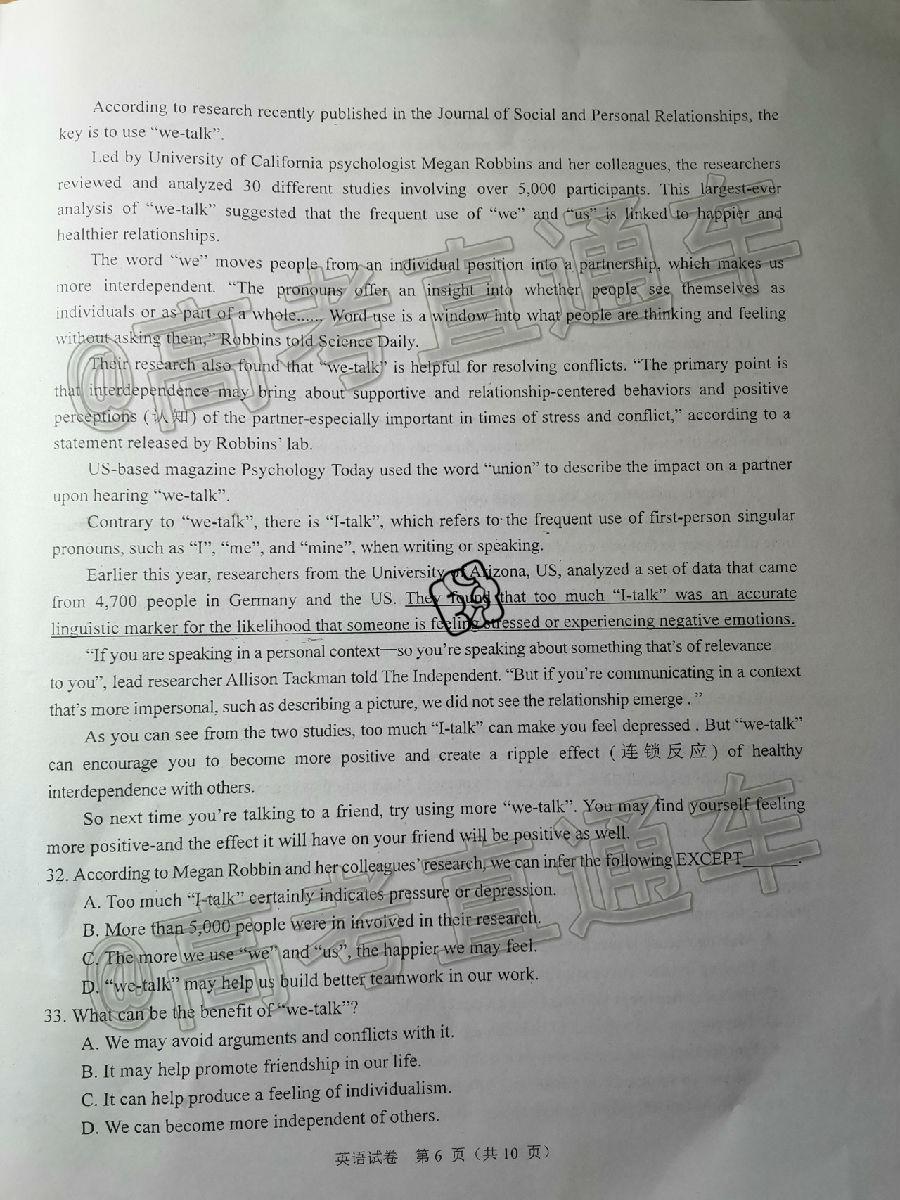 According to research recently published in the Journal of Social and Personal Relationships, the
key is to use “we-talk”.
Led by University of California psychologist Megan Robbins and her colleagues, the researchers
reviewed and analyzed 30 different studies involving over 5,000 participants. This largest-ever
analysis of “we-talk” suggested that the frequent use of “we” and “us” is linked to happier and
healthier relationships.
The word “we” moves people from an individual position into a partnership, which makes us
more interdependent. “The pronouns offer an insight into whether people see themselves as
individuals or as part of a whole...... Word use is a window into what people are thinking and feeling
without asking them,” Robbins told Science Daily.
Their research also found that “we-talk” is helpful for resolving conflicts. “The primary point is
that interdependence may bring about supportive and relationship-centered behaviors and positive
perceptions (认知) of the partner-especially important in times of stress and conflict,” according to a
statement released by Robbins’ lab.
US-based magazine Psychology Today used the word “union” to describe the impact on a partner
upon hearing “we-talk”.
Contrary to “we-talk”, there is “I-talk”, which refers to the frequent use of first-person singular
pronouns, such as “I”, “me”, and “mine”, when writing or speaking.
Earlier this year, researchers from the University of Arizona, US, analyzed a set of data that came
from 4,700 people in Germany and the US. They found that too much “I-talk” was an accurate
linguistic marker for the likelihood that someone is feeling stressed or experiencing negative emotions.
“If you are speaking in a personal context—so you’re speaking about something that’s of relevance
to you”, lead researcher Allison Tackman told The Independent. “But if you’re communicating in a context
that’s more impersonal, such as describing a picture, we did not see the relationship emerge . ”
As you can see from the two studies, too much “I-talk” can make you feel depressed . But “we-talk”
can encourage you to become more positive and create a ripple effect (连锁反应) of healthy
interdependence with others.
So next time you’re talking to a friend, try using more “we-talk”. You may find yourself feeling
more positive-and the effect it will have on your friend will be positive as well.
32. According to Megan Robbin and her colleagues’ research, we can infer the following EXCEPT______.
A. Too much “I-talk” certainly indicates pressure or depression.
B. More than 5,000 people were in involved in their research.
C. The more we use “we” and “us”, the happier we may feel.
D. “we-talk” may help us build better teamwork in our work.
33. What can be the benefit of “we-talk”?
A. We may avoid arguments and conflicts with it.
B. It may help promote friendship in our life.
C. It can help produce a feeling of individualism.
D. We can become more independent of others.
英语试卷 第 6 页（共 10 页）
@高考直通车
@高考直通车